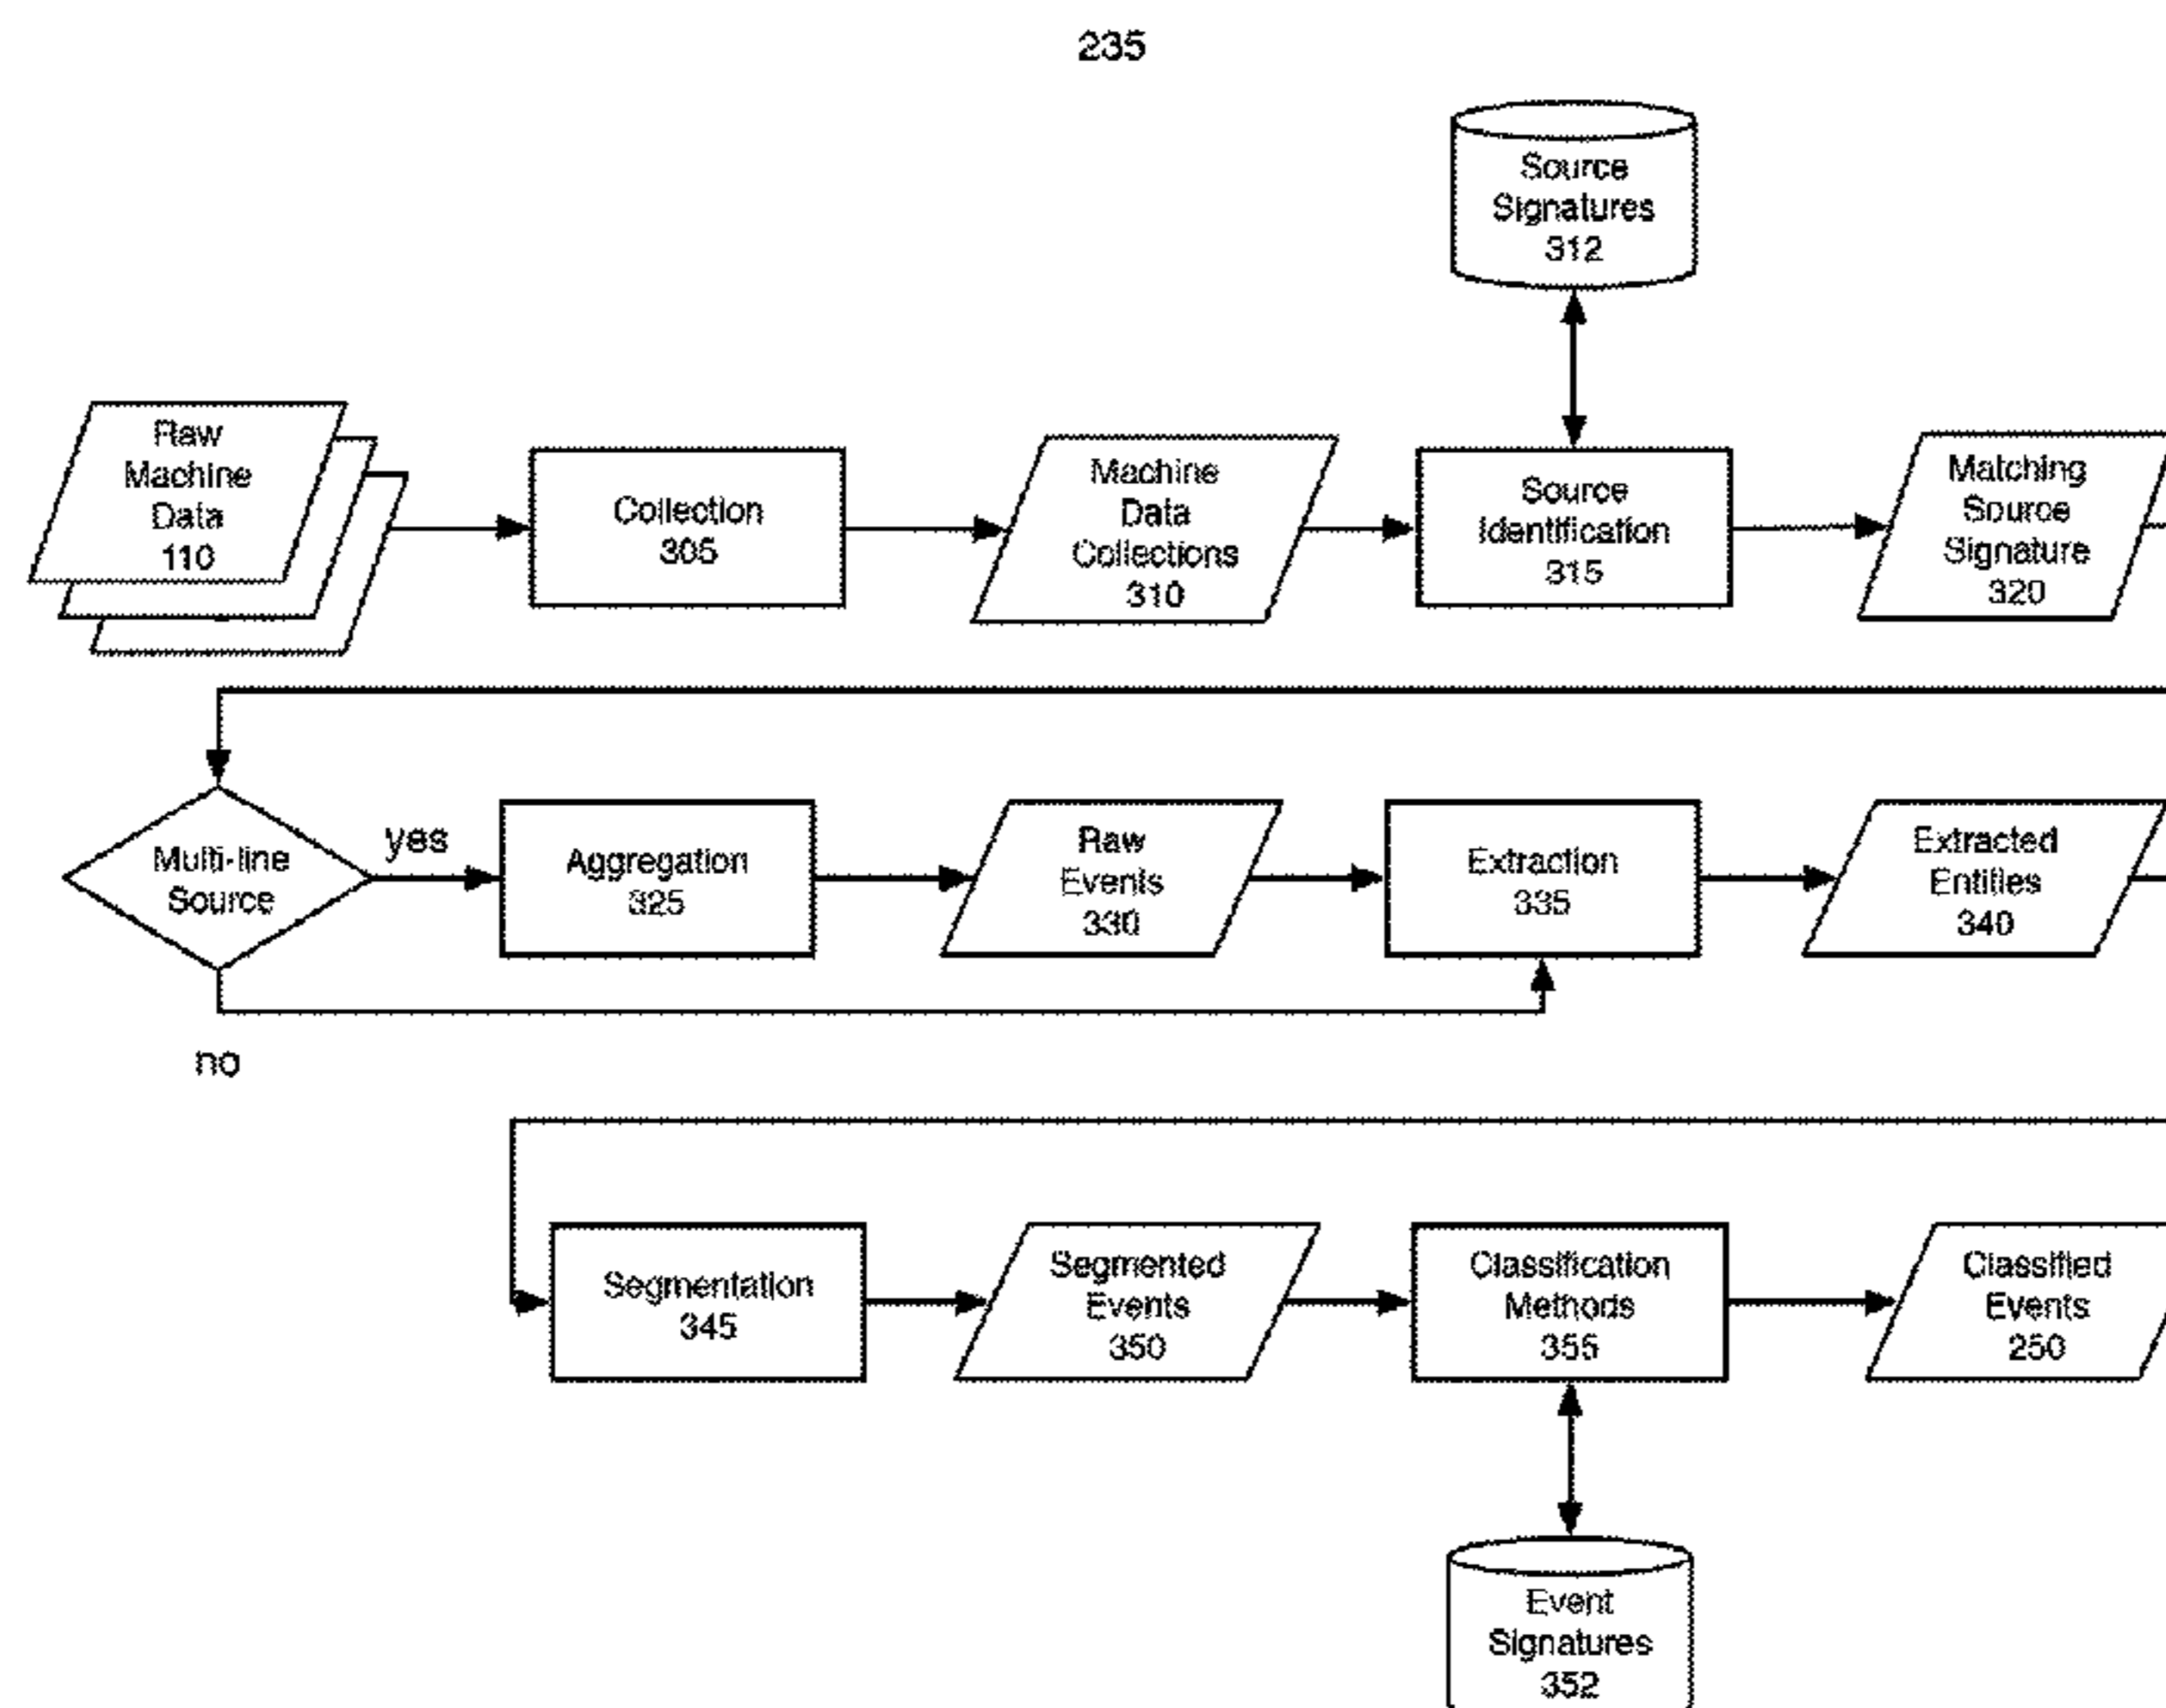 235
Source
Signatures
312
Raw
Machine
Data
110
Collection
305
Machine
Data
Collections
310
Source
Identification
315
Matching
Source
Signature
320
Multi-line
Source
yes
no
Aggregation
325
Raw
Events
330
Extraction
335
Extracted
Entities
340
Segmentation
345
Segmented
Events
350
Classification
Methods
355
Classified
Events
250
Event
Signatures
352